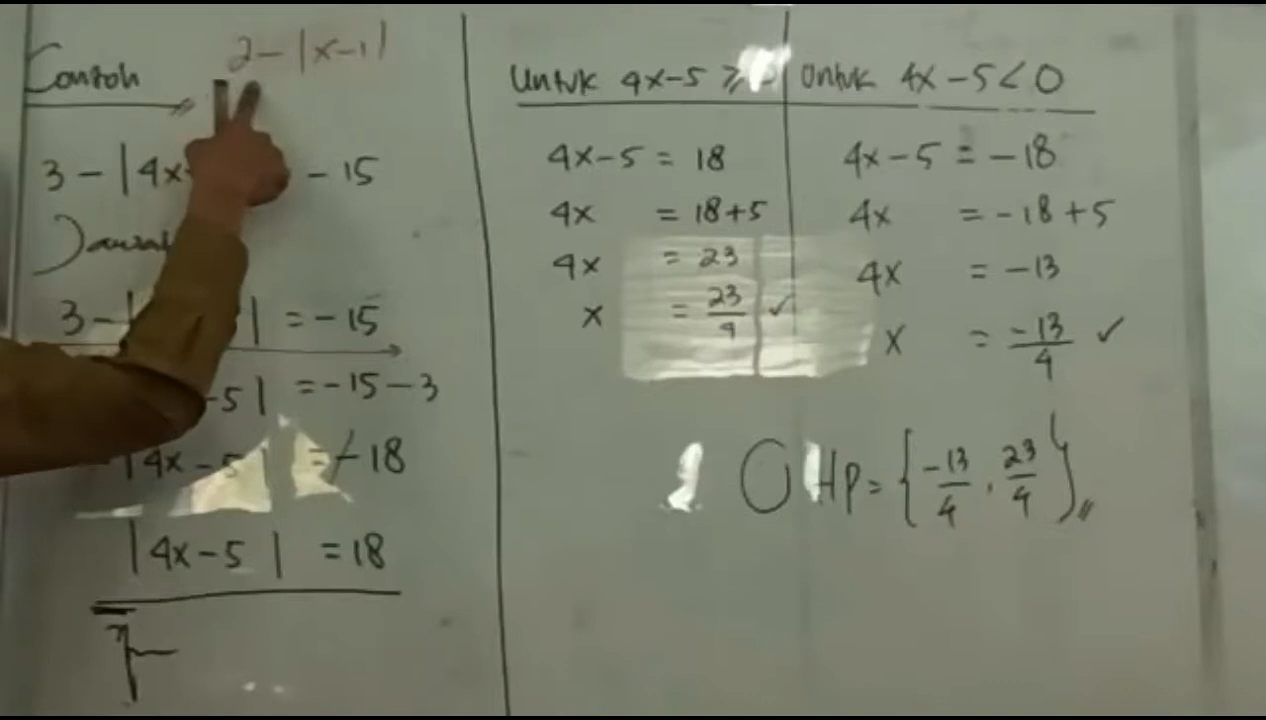 Contoh
2-|x-1|
3-|4x - 15
Jawab
3-| | = -15
-5| = -15-3
-|4x-5| = -18
|4x-5| = 18
Untuk 4x-5 ≥
4x-5 = 18
4x = 18+5
4x = 23
x = 23/4 ✓
Untuk 4x-5 < 0
4x-5 = -18
4x = -18+5
4x = -13
x = -13/4 ✓
HP = {-13/4, 23/4}